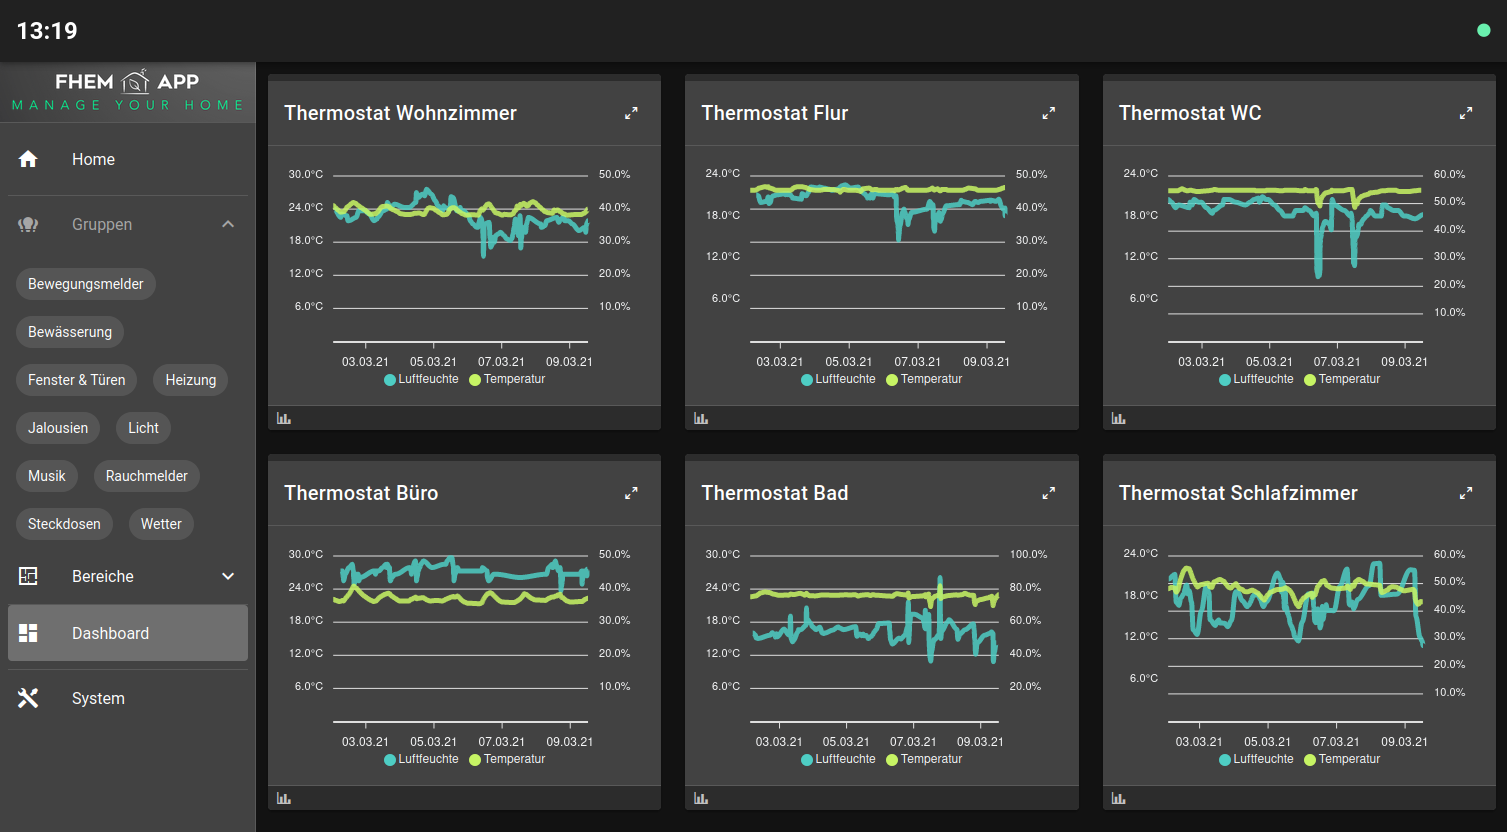 13:19
FHEM APP
MANAGE YOUR HOME
Home
Gruppen
Bewegungsmelder
Bewässerung
Fenster & Türen
Heizung
Jalousien
Licht
Musik
Rauchmelder
Steckdosen
Wetter
Bereiche
Dashboard
System
Thermostat Wohnzimmer
30.0°C 50.0%
24.0°C 40.0%
18.0°C 30.0%
12.0°C 20.0%
6.0°C 10.0%
03.03.21 05.03.21 07.03.21 09.03.21
Luftfeuchte Temperatur
Thermostat Flur
24.0°C 50.0%
18.0°C 40.0%
12.0°C 30.0%
6.0°C 20.0%
10.0%
03.03.21 05.03.21 07.03.21 09.03.21
Luftfeuchte Temperatur
Thermostat WC
24.0°C 60.0%
18.0°C 50.0%
12.0°C 40.0%
6.0°C 30.0%
20.0%
10.0%
03.03.21 05.03.21 07.03.21 09.03.21
Luftfeuchte Temperatur
Thermostat Büro
30.0°C 50.0%
24.0°C 40.0%
18.0°C 30.0%
12.0°C 20.0%
6.0°C 10.0%
03.03.21 05.03.21 07.03.21 09.03.21
Luftfeuchte Temperatur
Thermostat Bad
30.0°C 100.0%
24.0°C 80.0%
18.0°C 60.0%
12.0°C 40.0%
6.0°C 20.0%
03.03.21 05.03.21 07.03.21 09.03.21
Luftfeuchte Temperatur
Thermostat Schlafzimmer
24.0°C 60.0%
18.0°C 50.0%
12.0°C 40.0%
6.0°C 30.0%
20.0%
10.0%
03.03.21 05.03.21 07.03.21 09.03.21
Luftfeuchte Temperatur